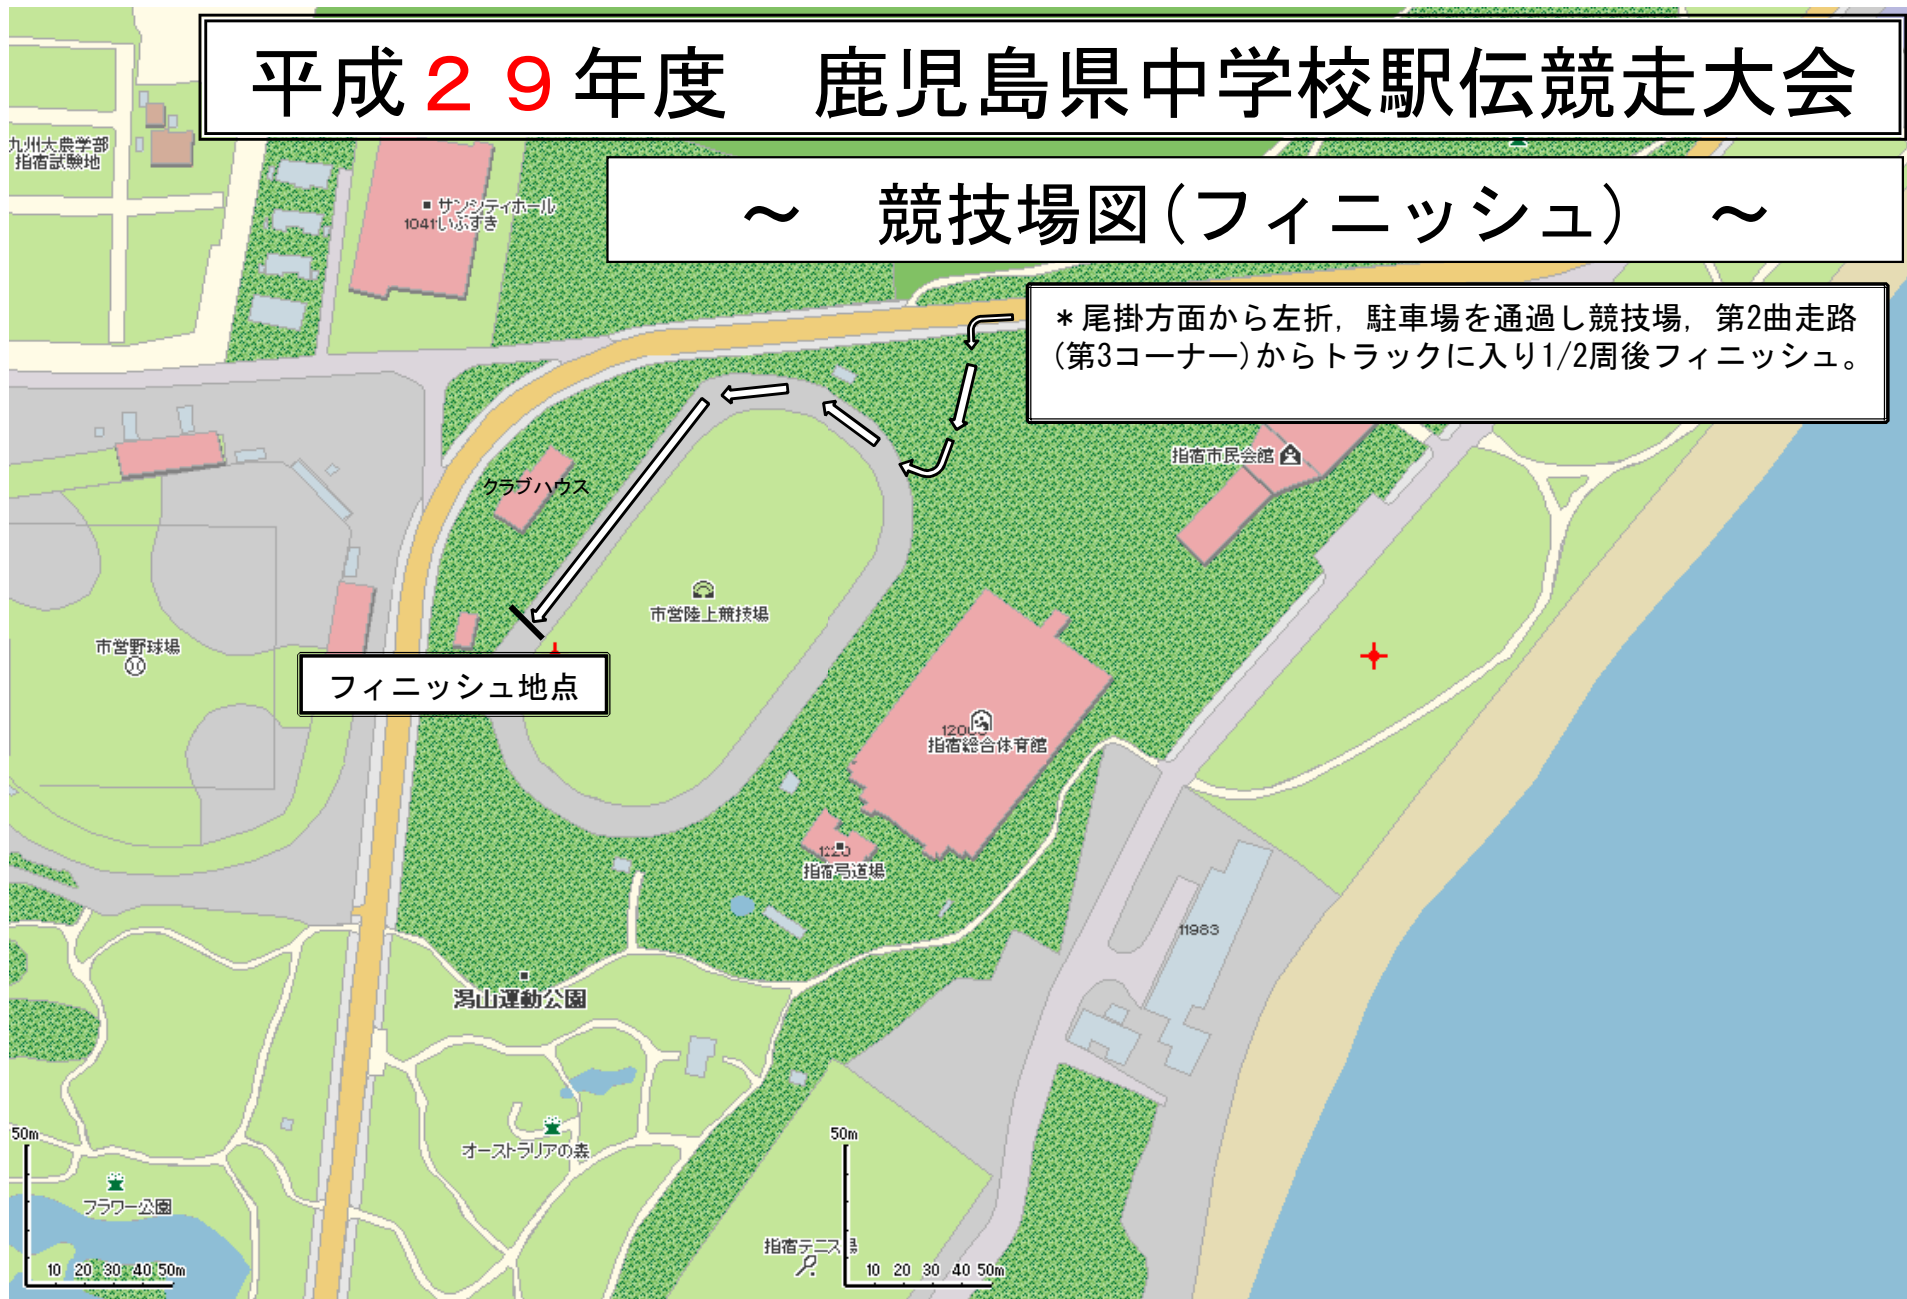 平成２９年度　鹿児島県中学校駅伝競走大会
～　競技場図(フィニッシュ)　～
＊尾掛方面から左折，駐車場を通過し競技場，第2曲走路
(第3コーナー)からトラックに入り1/2周後フィニッシュ。
九州大農学部
指宿試験地
サンシティホール
1041いぶすき
クラブハウス
指宿市民会館
市営陸上競技場
市営野球場
フィニッシュ地点
指宿総合体育館
1220
指宿弓道場
11983
潟山運動公園
オーストラリアの森
フラワー公園
指宿テニス場
50m
10 20 30 40 50m
50m
10 20 30 40 50m